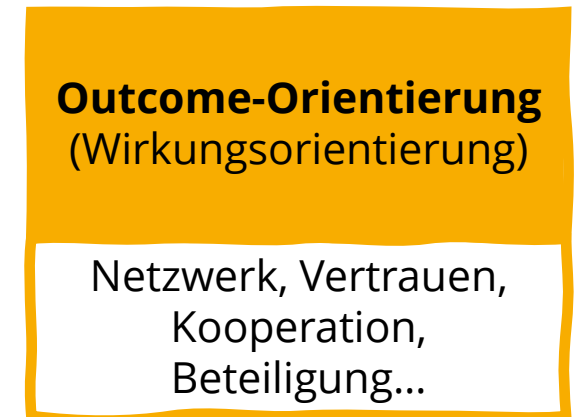 Outcome-Orientierung
(Wirkungsorientierung)
Netzwerk, Vertrauen,
Kooperation,
Beteiligung...